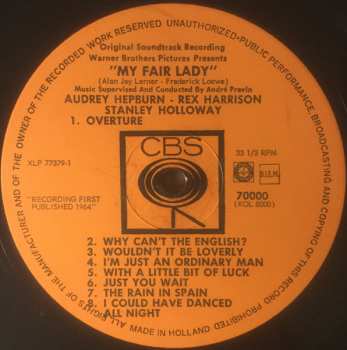 ALL RIGHTS OF THE MANUFACTURER AND OF THE OWNER OF THE RECORDED WORK RESERVED UNAUTHORIZED•PUBLIC PERFORMANCE, BROADCASTING AND COPYING OF THIS RECORD PROHIBITED
Original Soundtrack Recording
Warner Brothers Pictures Presents
"MY FAIR LADY"
(Alan Jay Lerner - Frederick Loewe)
Music Supervised And Conducted By André Previn
AUDREY HEPBURN - REX HARRISON
STANLEY HOLLOWAY
1. OVERTURE
CBS
XLP 77379-1
33 1/3 RPM
B.I.E.M.
"RECORDING FIRST
PUBLISHED 1964"
70000
(KOL 8000)
2. WHY CAN'T THE ENGLISH?
3. WOULDN'T IT BE LOVERLY
4. I'M JUST AN ORDINARY MAN
5. WITH A LITTLE BIT OF LUCK
6. JUST YOU WAIT
7. THE RAIN IN SPAIN
8. I COULD HAVE DANCED
ALL NIGHT
MADE IN HOLLAND